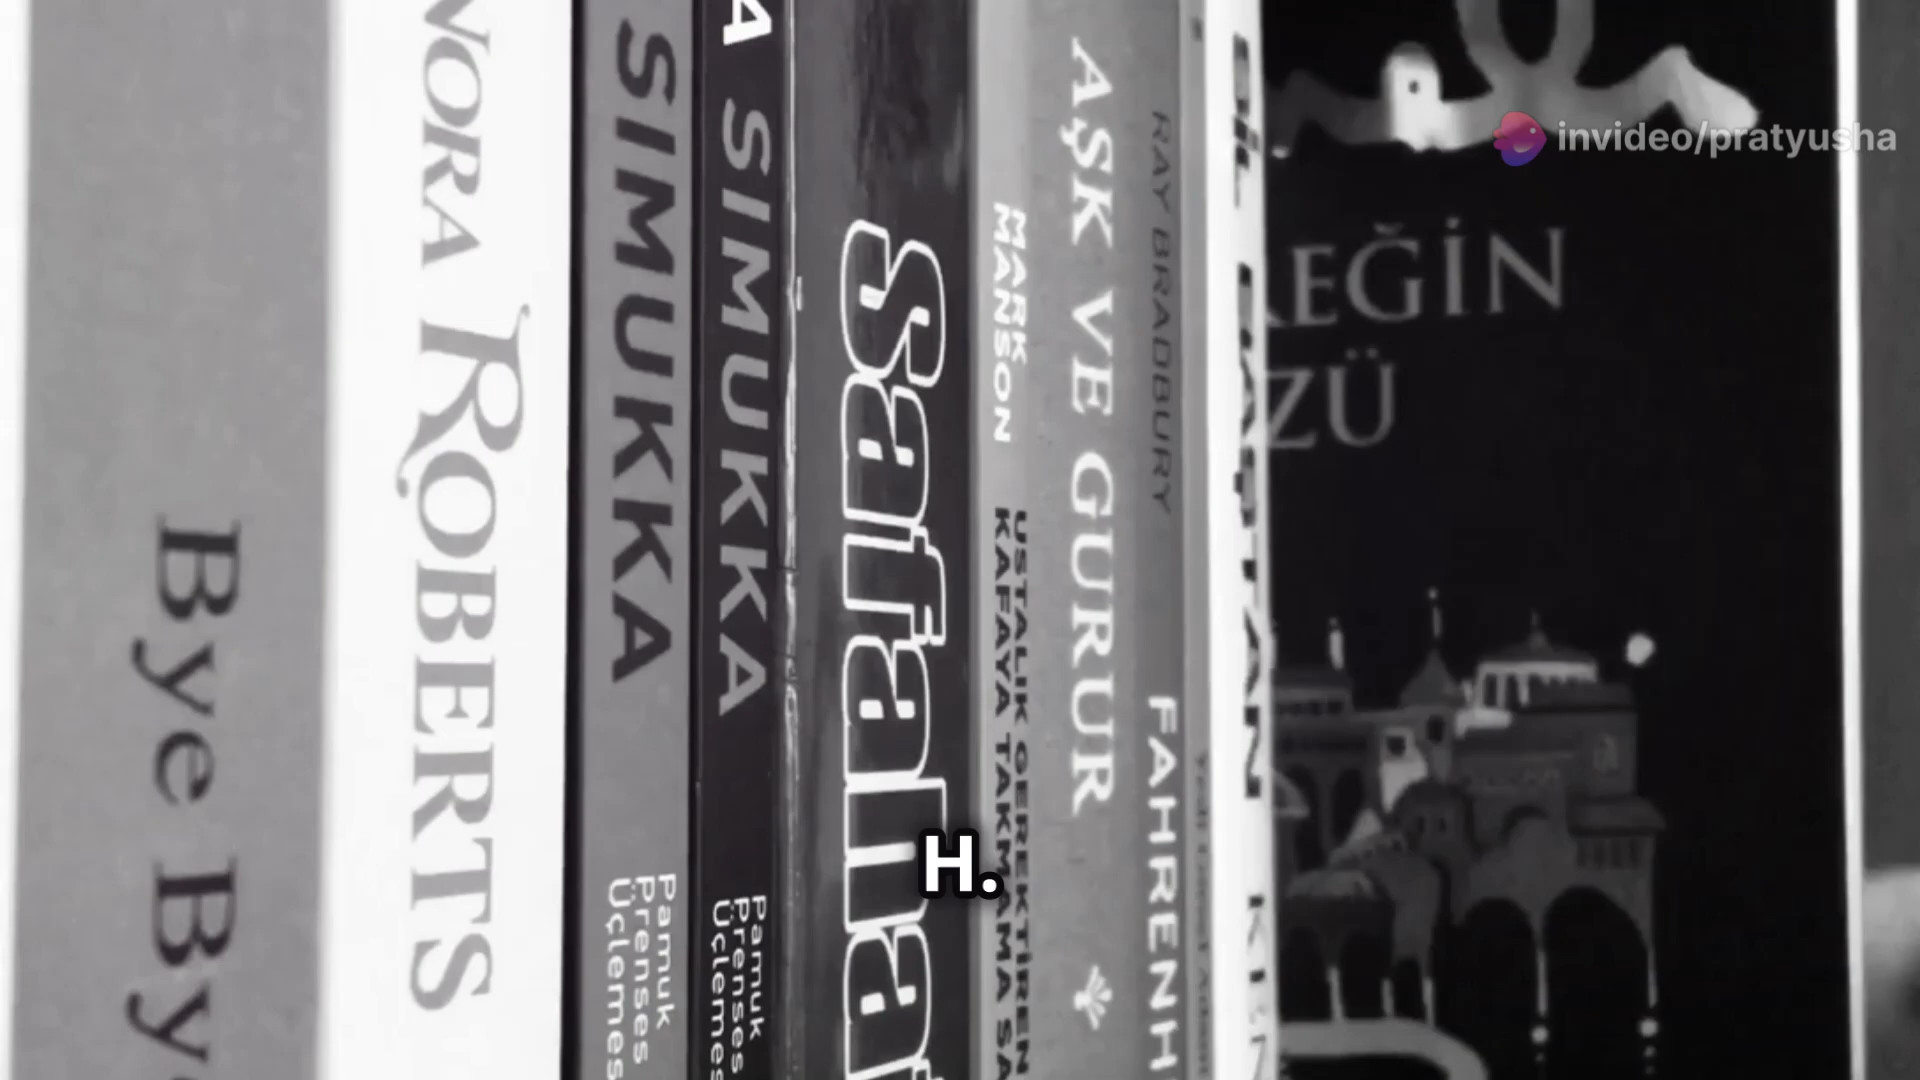 Bye By
NORA ROBERTS
SIMUKKA
Pamuk
Prenses
Üçlemes
A SIMUKKA
Pamuk
Prenses
Üçlemes
Safahat
MARK
MANSON
USTALIK GEREKTİREN
KAFAYA TAKMAMA SA
AŞK VE GURUR
RAY BRADBURY
FAHRENH
EĞİN
ZÜ
invideo/pratyusha
H.